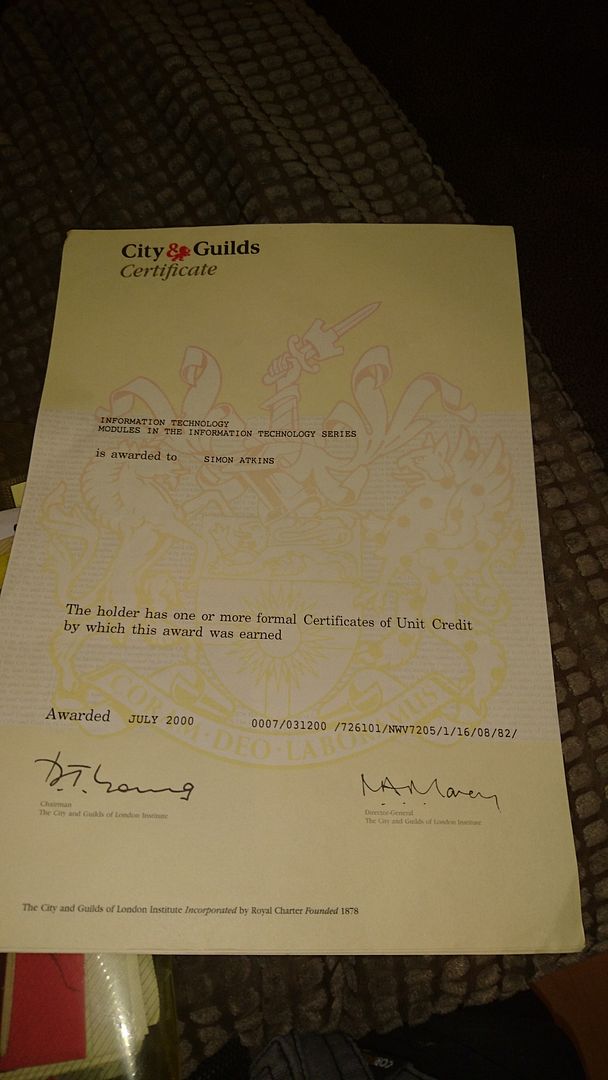 City & Guilds
Certificate
INFORMATION TECHNOLOGY
MODULES IN THE INFORMATION TECHNOLOGY SERIES
is awarded to SIMON ATKINS
The holder has one or more formal Certificates of Unit Credit
by which this award was earned
Awarded JULY 2000 0007/031200 /726101/NWV7205/1/16/08/82/
DEO
Chairman
The City and Guilds of London Institute
Director-General
The City and Guilds of London Institute
The City and Guilds of London Institute Incorporated by Royal Charter Founded 1878